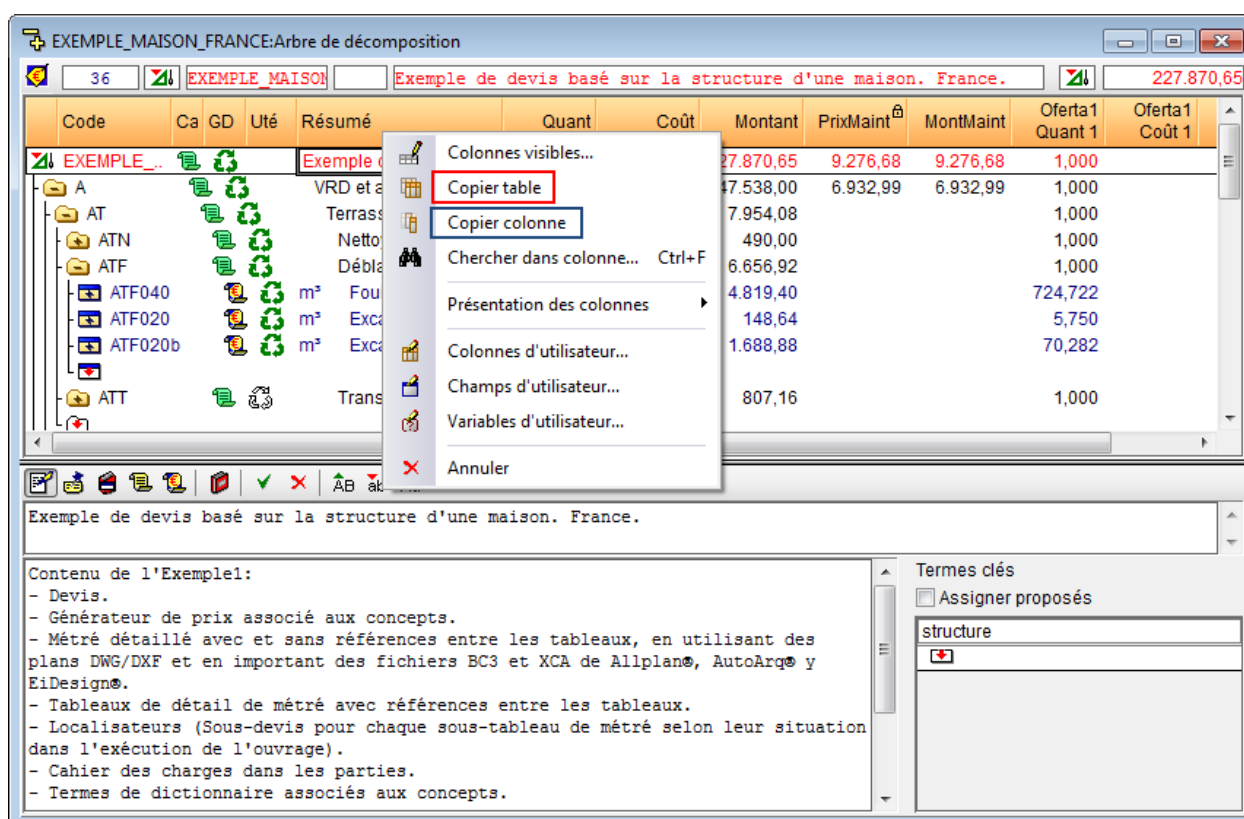 EXEMPLE_MAISON_FRANCE:Arbre de décomposition
36 EXEMPLE_MAISON Exemple de devis basé sur la structure d'une maison. France. 227.870,65
Code Ca GD Uté Résumé Quant Coût Montant PrixMaint MontMaint Oferta1 Quant 1 Oferta1 Coût 1
EXEMPLE_.. Exemple 27.870,65 9.276,68 9.276,68 1,000
A VRD et a 47.538,00 6.932,99 6.932,99 1,000
AT Terrass 7.954,08 1,000
ATN Netto 490,00 1,000
ATF Débla 6.656,92 1,000
ATF040 m³ Fou 4.819,40 724,722
ATF020 m³ Exca 148,64 5,750
ATF020b m³ Exca 1.688,88 70,282
ATT Trans 807,16 1,000
Colonnes visibles...
Copier table
Copier colonne
Chercher dans colonne... Ctrl+F
Présentation des colonnes
Colonnes d'utilisateur...
Champs d'utilisateur...
Variables d'utilisateur...
Annuler
ÂB
Exemple de devis basé sur la structure d'une maison. France.
Contenu de l'Exemple1:
- Devis.
- Générateur de prix associé aux concepts.
- Métré détaillé avec et sans références entre les tableaux, en utilisant des
plans DWG/DXF et en important des fichiers BC3 et XCA de Allplan®, AutoArq® y
EiDesign®.
- Tableaux de détail de métré avec références entre les tableaux.
- Localisateurs (Sous-devis pour chaque sous-tableau de métré selon leur situation
dans l'exécution de l'ouvrage).
- Cahier des charges dans les parties.
- Termes de dictionnaire associés aux concepts.
Termes clés
Assigner proposés
structure